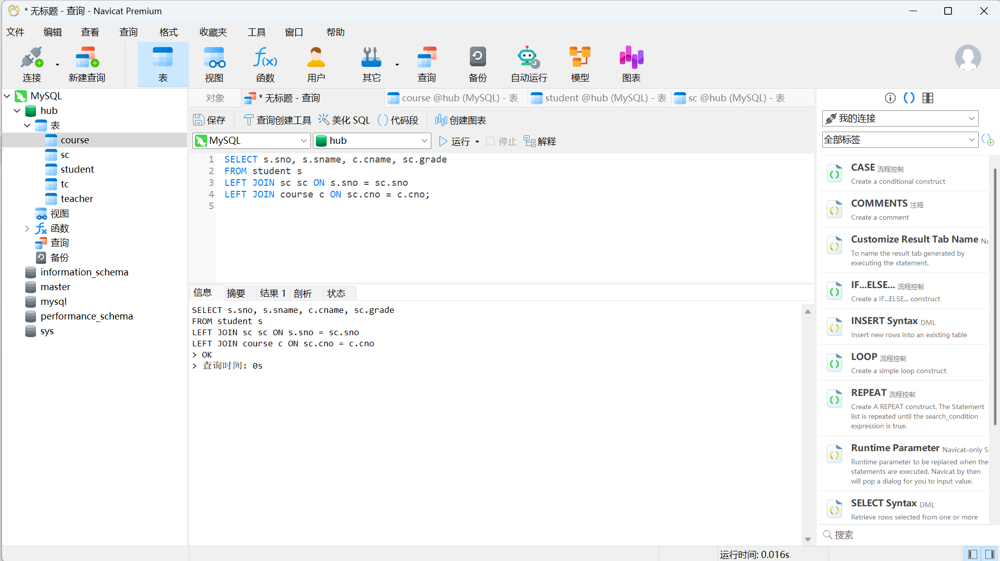 * 无标题 - 查询 - Navicat Premium
文件 编辑 查看 查询 格式 收藏夹 工具 窗口 帮助
连接 新建查询 表 视图 函数 用户 其它 查询 备份 自动运行 模型 图表
MySQL
hub
表
course
sc
student
tc
teacher
视图
函数
查询
备份
information_schema
master
mysql
performance_schema
sys
对象 * 无标题 - 查询 course @hub (MySQL) - 表 student @hub (MySQL) - 表 sc @hub (MySQL) - 表
保存 查询创建工具 美化 SQL 代码段 创建图表
MySQL hub 运行 停止 解释
1 SELECT s.sno, s.sname, c.cname, sc.grade
2 FROM student s
3 LEFT JOIN sc sc ON s.sno = sc.sno
4 LEFT JOIN course c ON sc.cno = c.cno;
5
信息 摘要 结果 1 剖析 状态
SELECT s.sno, s.sname, c.cname, sc.grade
FROM student s
LEFT JOIN sc sc ON s.sno = sc.sno
LEFT JOIN course c ON sc.cno = c.cno
> OK
> 查询时间: 0s
我的连接
全部标签
CASE 流程控制
Create a conditional construct
COMMENTS 注释
Create a comment
Customize Result Tab Name Na
To name the result tab generated by
executing the statement.
IF...ELSE... 流程控制
Create a IF...ELSE... construct
INSERT Syntax DML
Insert new rows into an existing table
LOOP 流程控制
Create a simple loop construct
REPEAT 流程控制
Create A REPEAT construct. The Statement
list is repeated until the search_condition
expression is true.
Runtime Parameter Navicat-only S
Runtime parameter to be replaced when the
statements are executed. Navicat by then
will pop a dialog for you to input value.
SELECT Syntax DML
Retrieve rows selected from one or more
搜索
运行时间: 0.016s